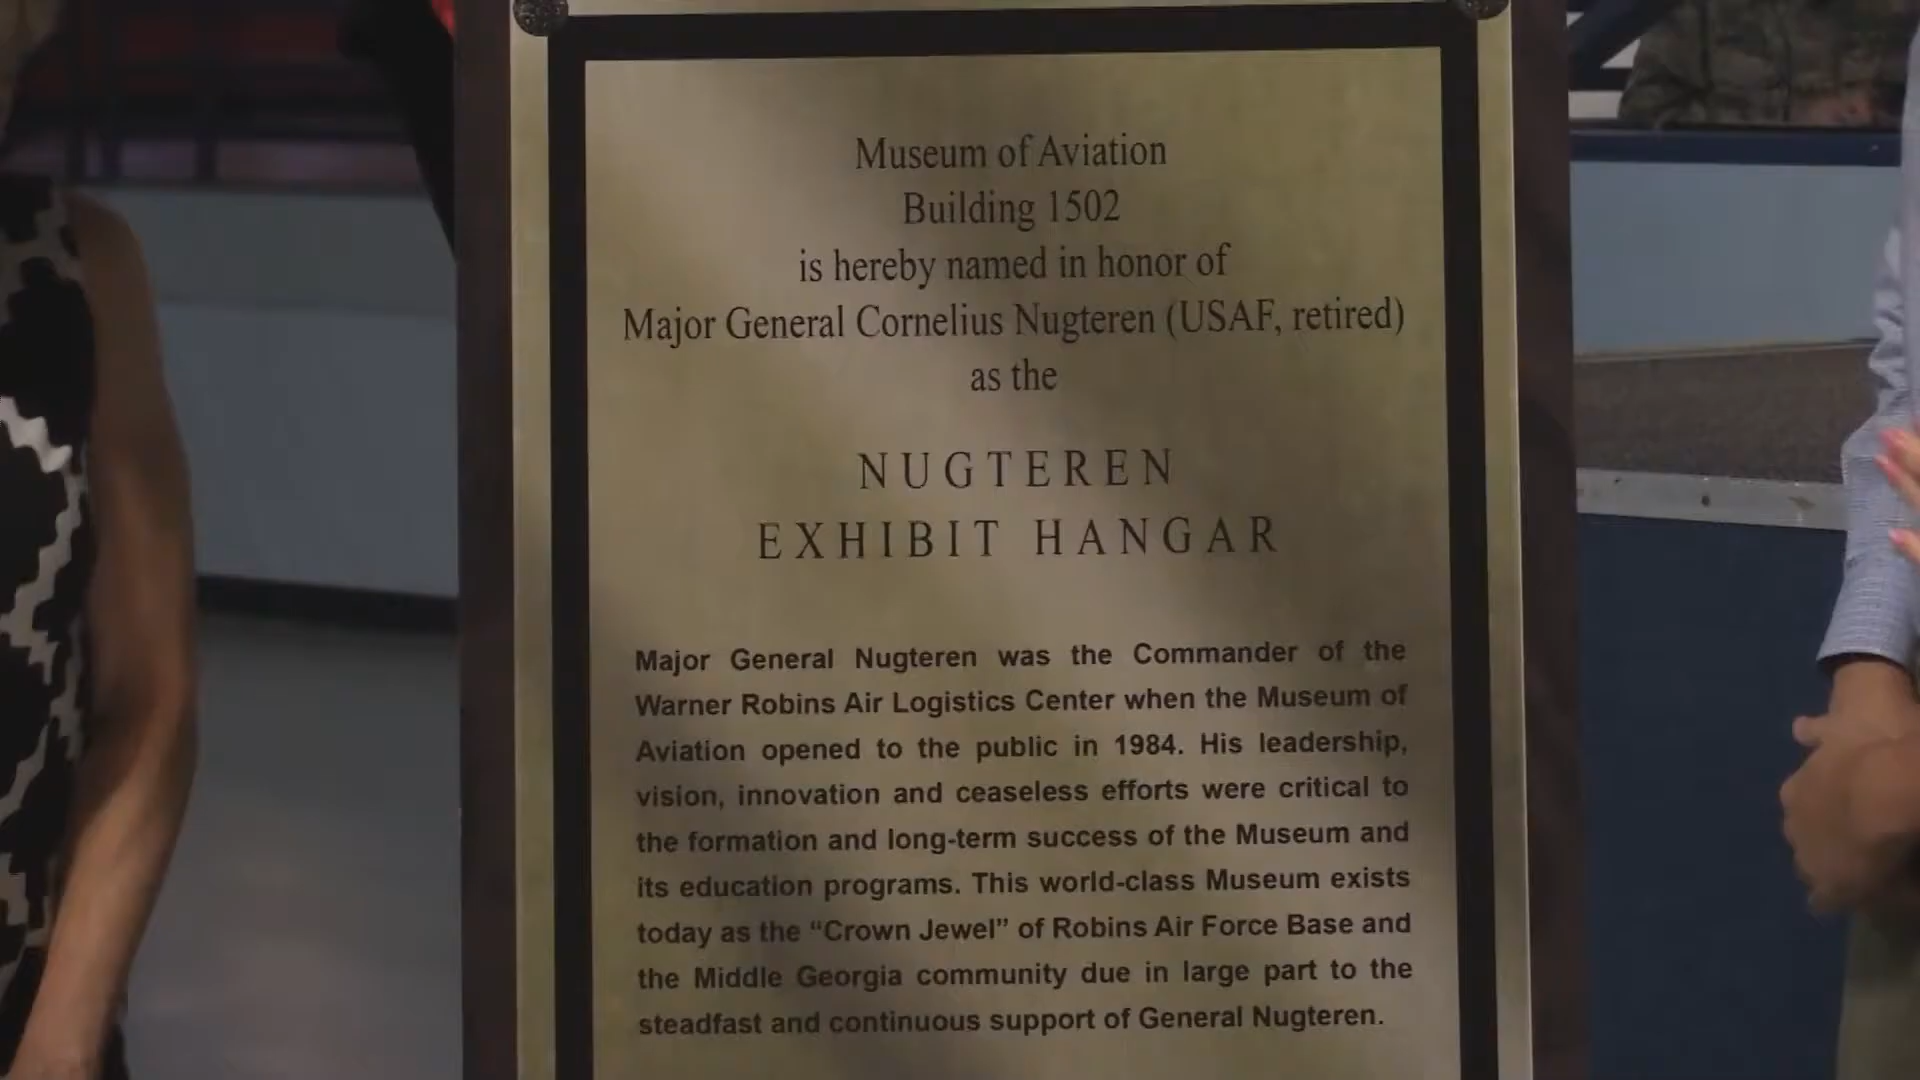 Museum of Aviation
Building 1502
is hereby named in honor of
Major General Cornelius Nugteren (USAF, retired)
as the
NUGTEREN
EXHIBIT HANGAR
Major General Nugteren was the Commander of the
Warner Robins Air Logistics Center when the Museum of
Aviation opened to the public in 1984. His leadership,
vision, innovation and ceaseless efforts were critical to
the formation and long-term success of the Museum and
its education programs. This world-class Museum exists
today as the “Crown Jewel” of Robins Air Force Base and
the Middle Georgia community due in large part to the
steadfast and continuous support of General Nugteren.